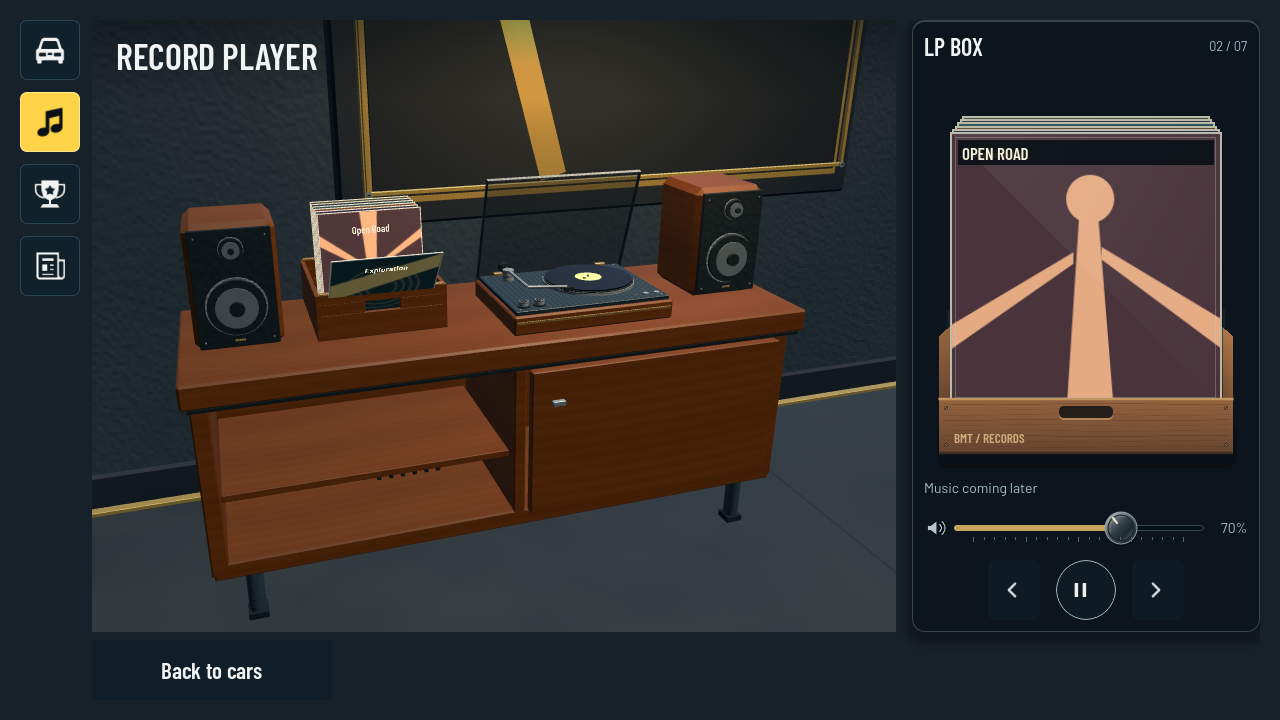 RECORD PLAYER
LP BOX
02 / 07
OPEN ROAD
Open Road
Exploration
BMT / RECORDS
Music coming later
70%
Back to cars